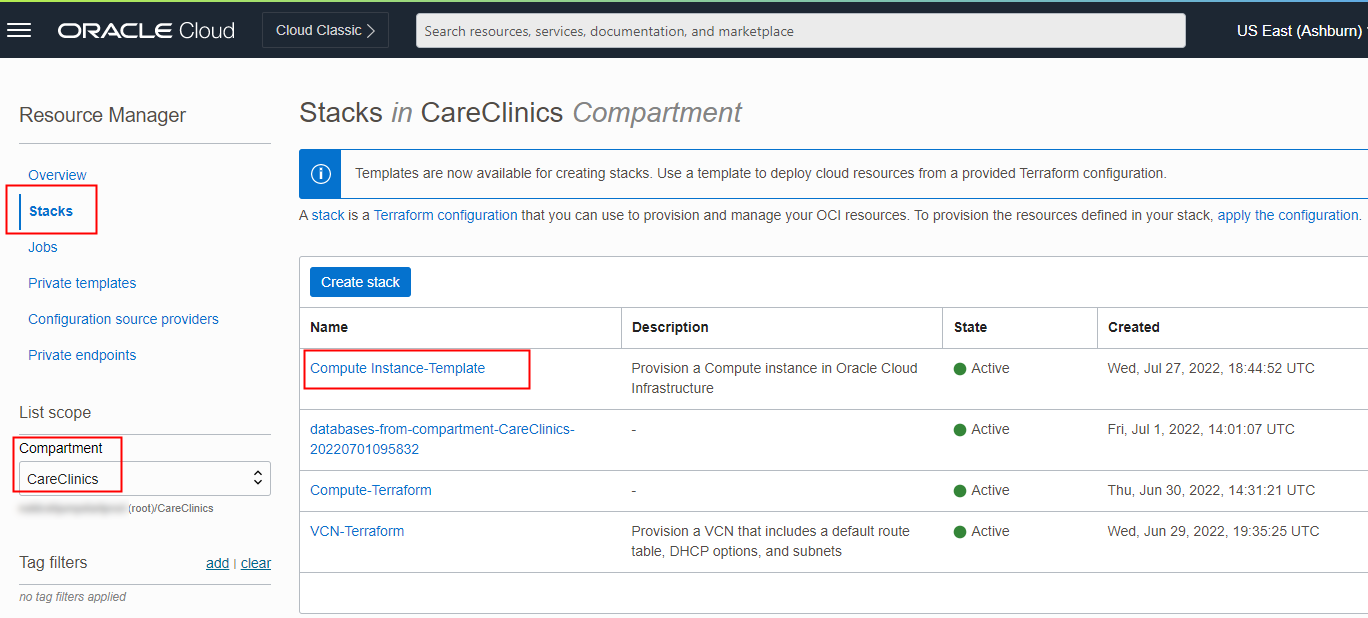 ORACLE Cloud
Cloud Classic
Search resources, services, documentation, and marketplace
US East (Ashburn)
Resource Manager
Overview
Stacks
Jobs
Private templates
Configuration source providers
Private endpoints
List scope
Compartment
CareClinics
(root)/CareClinics
Tag filters
add | clear
no tag filters applied
Stacks in CareClinics Compartment
Templates are now available for creating stacks. Use a template to deploy cloud resources from a provided Terraform configuration.
A stack is a Terraform configuration that you can use to provision and manage your OCI resources. To provision the resources defined in your stack, apply the configuration.
Create stack
Name Description State Created
Compute Instance-Template Provision a Compute instance in Oracle Cloud Active Wed, Jul 27, 2022, 18:44:52 UTC
Infrastructure
databases-from-compartment-CareClinics- - Active Fri, Jul 1, 2022, 14:01:07 UTC
20220701095832
Compute-Terraform - Active Thu, Jun 30, 2022, 14:31:21 UTC
VCN-Terraform Provision a VCN that includes a default route Active Wed, Jun 29, 2022, 19:35:25 UTC
table, DHCP options, and subnets